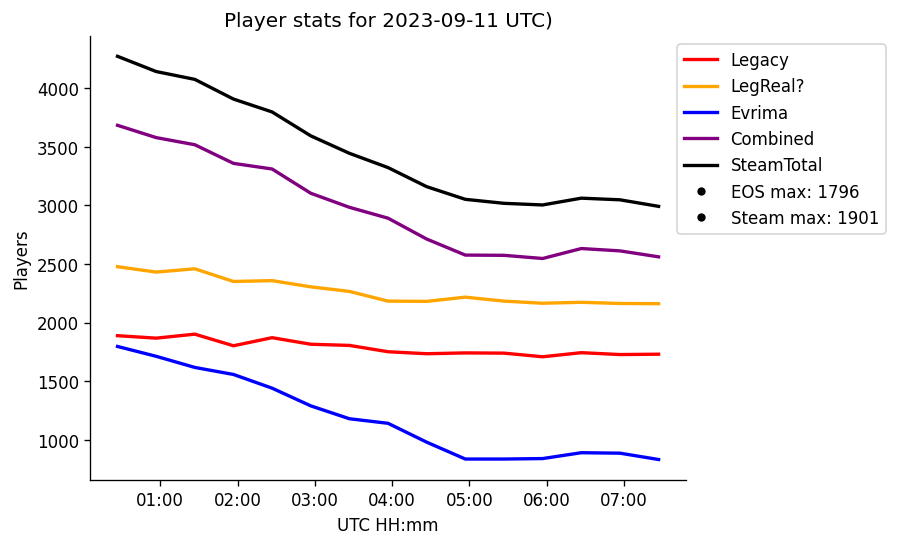 Player stats for 2023-09-11 UTC)
Legacy
LegReal?
Evrima
Combined
SteamTotal
EOS max: 1796
Steam max: 1901
Players
4000
3500
3000
2500
2000
1500
1000
01:00 02:00 03:00 04:00 05:00 06:00 07:00
UTC HH:mm